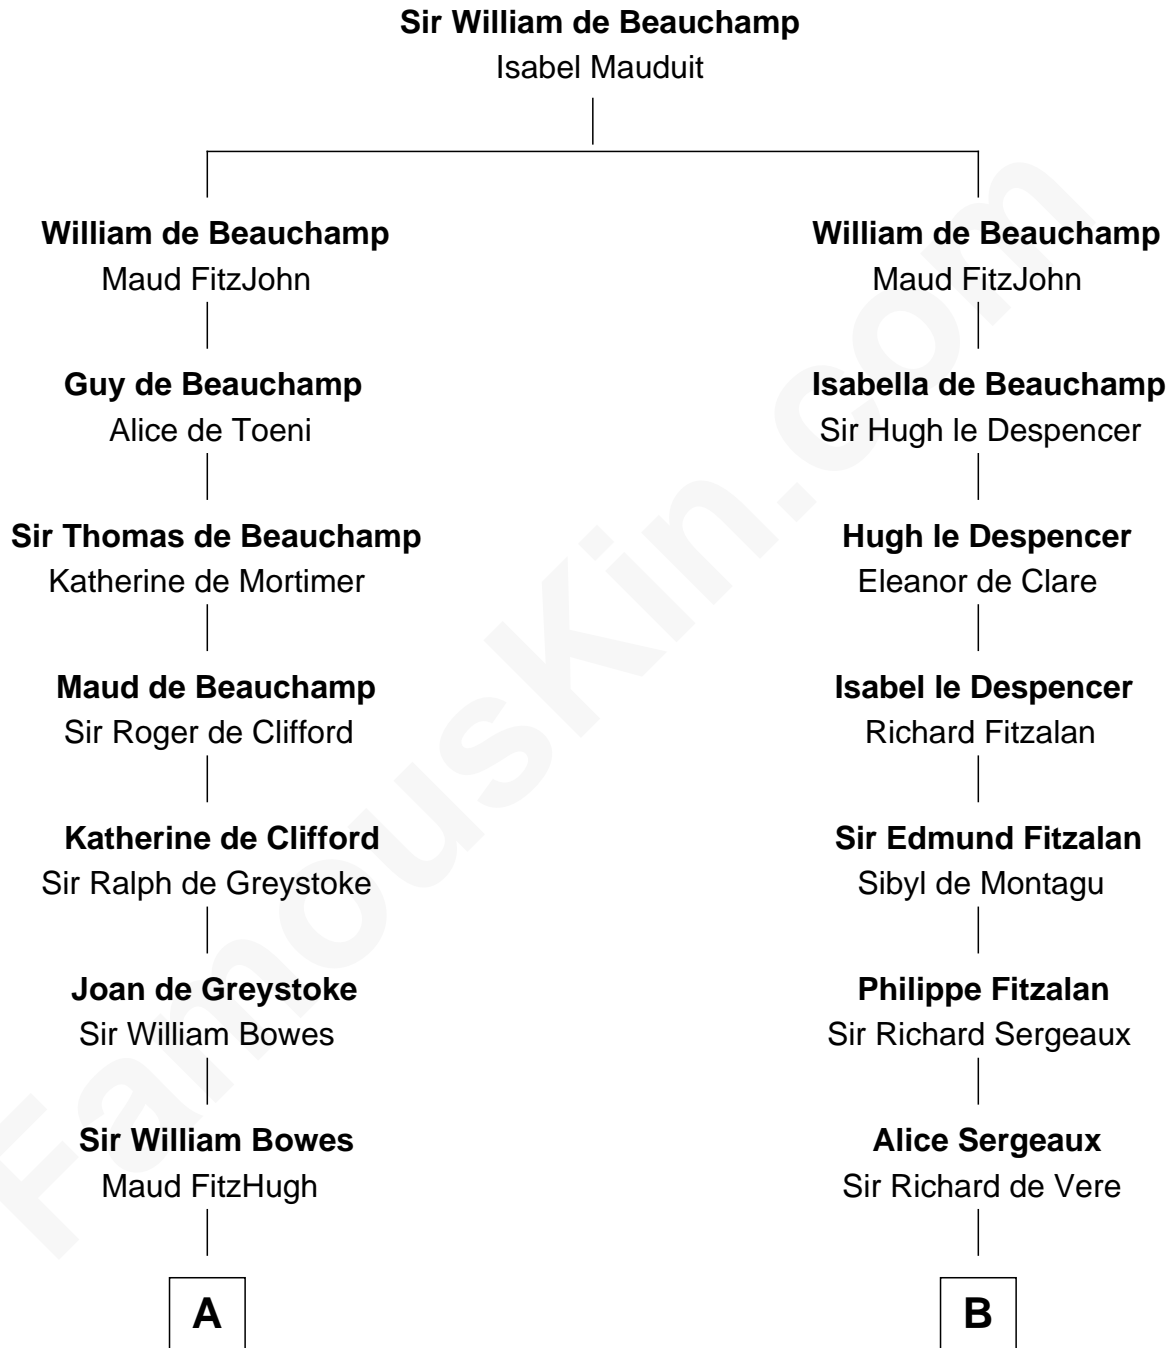 Sir William de Beauchamp
Isabel Mauduit
William de Beauchamp
Maud FitzJohn
Guy de Beauchamp
Alice de Toeni
Sir Thomas de Beauchamp
Katherine de Mortimer
Maud de Beauchamp
Sir Roger de Clifford
Katherine de Clifford
Sir Ralph de Greystoke
Joan de Greystoke
Sir William Bowes
Sir William Bowes
Maud FitzHugh
A
William de Beauchamp
Maud FitzJohn
Isabella de Beauchamp
Sir Hugh le Despencer
Hugh le Despencer
Eleanor de Clare
Isabel le Despencer
Richard Fitzalan
Sir Edmund Fitzalan
Sibyl de Montagu
Philippe Fitzalan
Sir Richard Sergeaux
Alice Sergeaux
Sir Richard de Vere
B
FamousKin.com